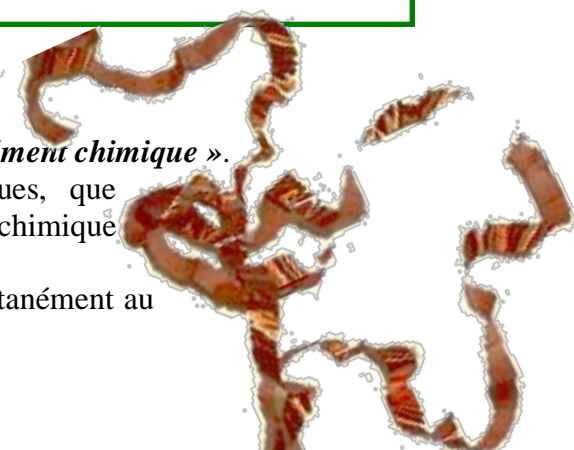 ment chimique ».
ues, que
chimique
tanément au